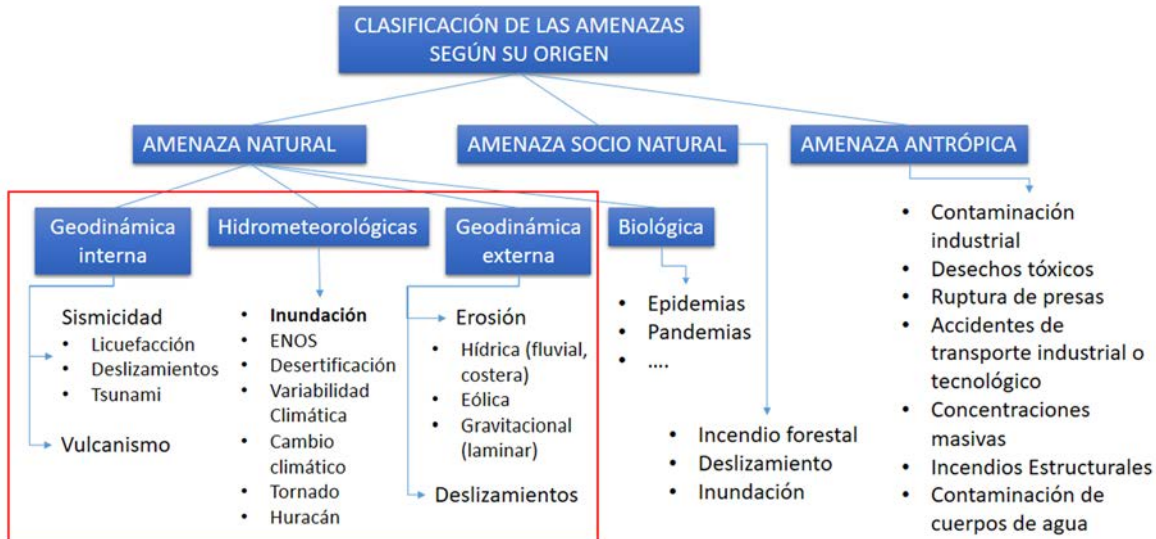 CLASIFICACIÓN DE LAS AMENAZAS
SEGÚN SU ORIGEN
AMENAZA NATURAL
AMENAZA SOCIO NATURAL
AMENAZA ANTRÓPICA
Geodinámica
interna
Sismicidad
• Licuefacción
• Deslizamientos
• Tsunami
Vulcanismo
Hidrometeorológicas
• Inundación
• ENOS
• Desertificación
• Variabilidad
Climática
• Cambio
climático
• Tornado
• Huracán
Geodinámica
externa
Erosión
• Hídrica (fluvial,
costera)
• Eólica
• Gravitacional
(laminar)
Deslizamientos
Biológica
• Epidemias
• Pandemias
• ....
• Incendio forestal
• Deslizamiento
• Inundación
• Contaminación
industrial
• Desechos tóxicos
• Ruptura de presas
• Accidentes de
transporte industrial o
tecnológico
• Concentraciones
masivas
• Incendios Estructurales
• Contaminación de
cuerpos de agua